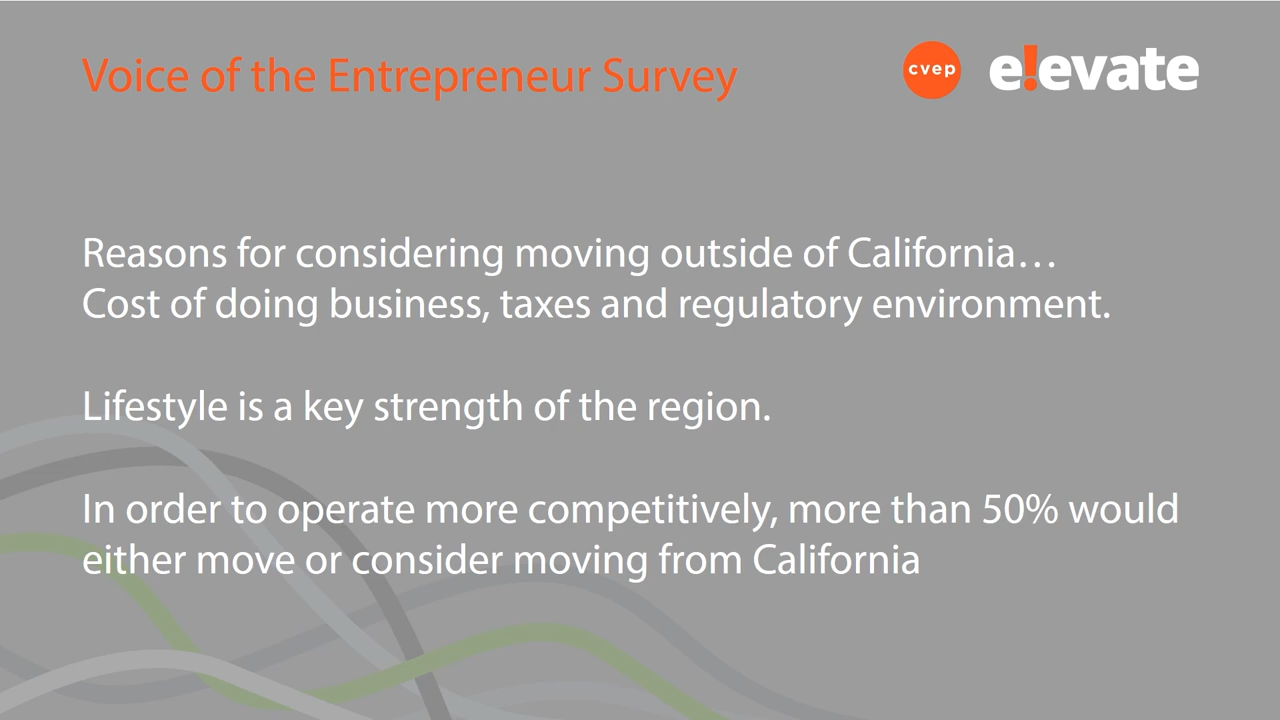 Voice of the Entrepreneur Survey
cvep
e!evate
Reasons for considering moving outside of California…
Cost of doing business, taxes and regulatory environment.
Lifestyle is a key strength of the region.
In order to operate more competitively, more than 50% would
either move or consider moving from California